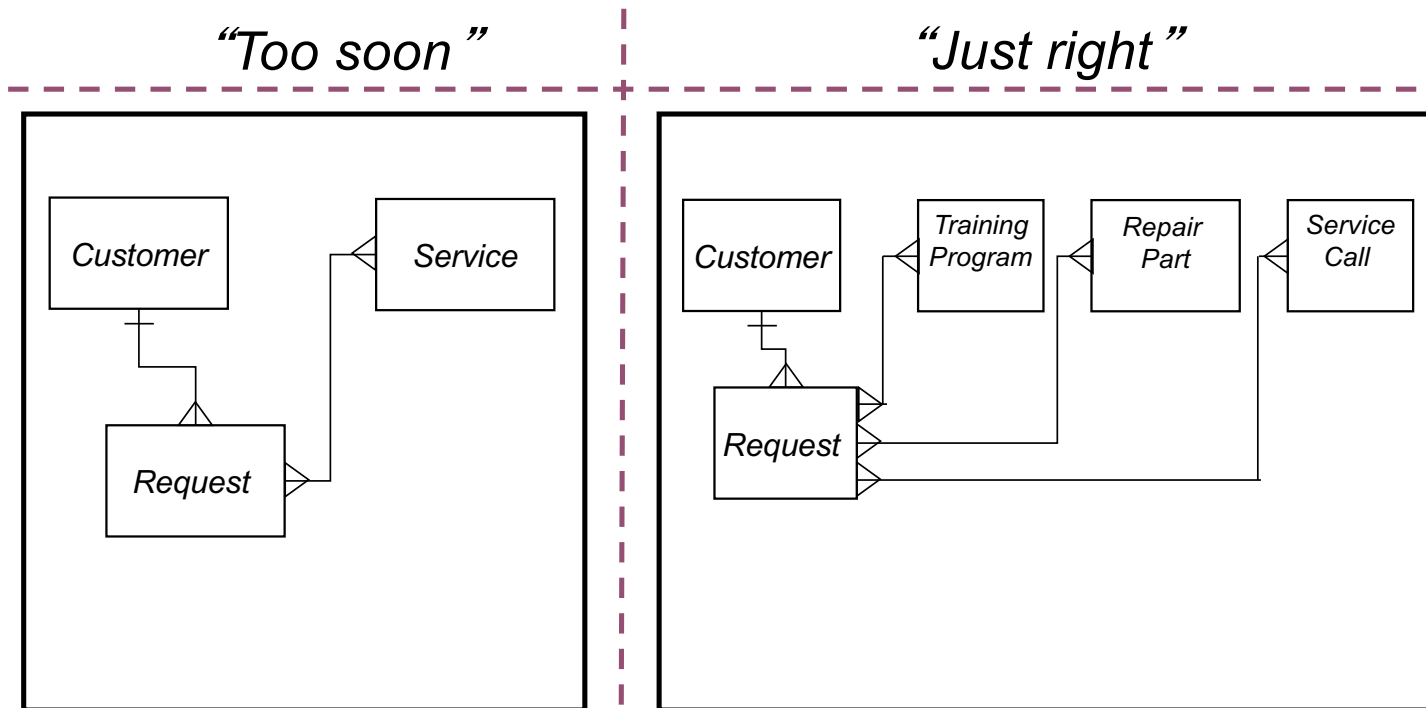 “Too soon”
“Just right”
Customer
Service
Request
Customer
Training
Program
Repair
Part
Service
Call
Request